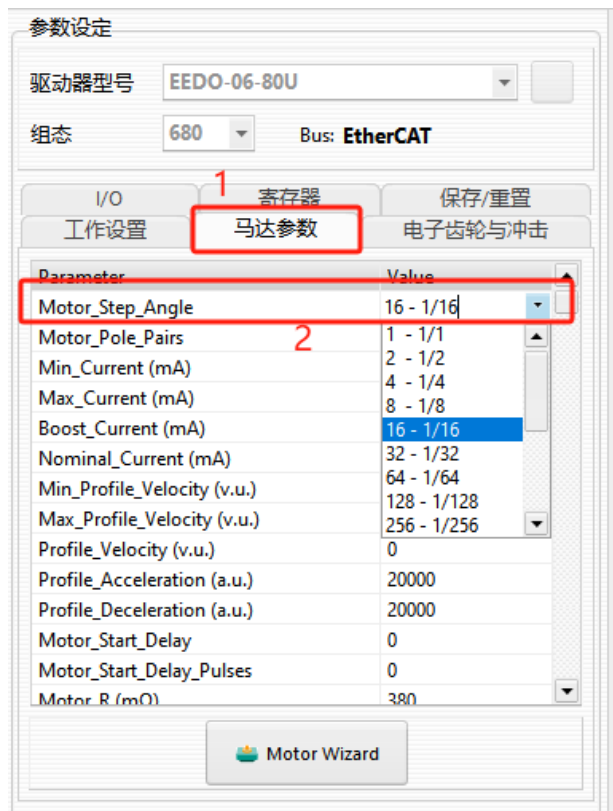 参数设定
驱动器型号 EEDO-06-80U
组态 680 Bus: EtherCAT
1
I/O 寄存器 保存/重置
工作设置 马达参数 电子齿轮与冲击
Parameter Value
Motor_Step_Angle 16 - 1/16
2
Motor_Pole_Pairs 1 - 1/1
Min_Current (mA) 2 - 1/2
Max_Current (mA) 4 - 1/4
8 - 1/8
Boost_Current (mA) 16 - 1/16
Nominal_Current (mA) 32 - 1/32
Min_Profile_Velocity (v.u.) 64 - 1/64
128 - 1/128
Max_Profile_Velocity (v.u.) 256 - 1/256
Profile_Velocity (v.u.) 0
Profile_Acceleration (a.u.) 20000
Profile_Deceleration (a.u.) 20000
Motor_Start_Delay 0
Motor_Start_Delay_Pulses 0
Motor_R (mΩ) 380
Motor Wizard